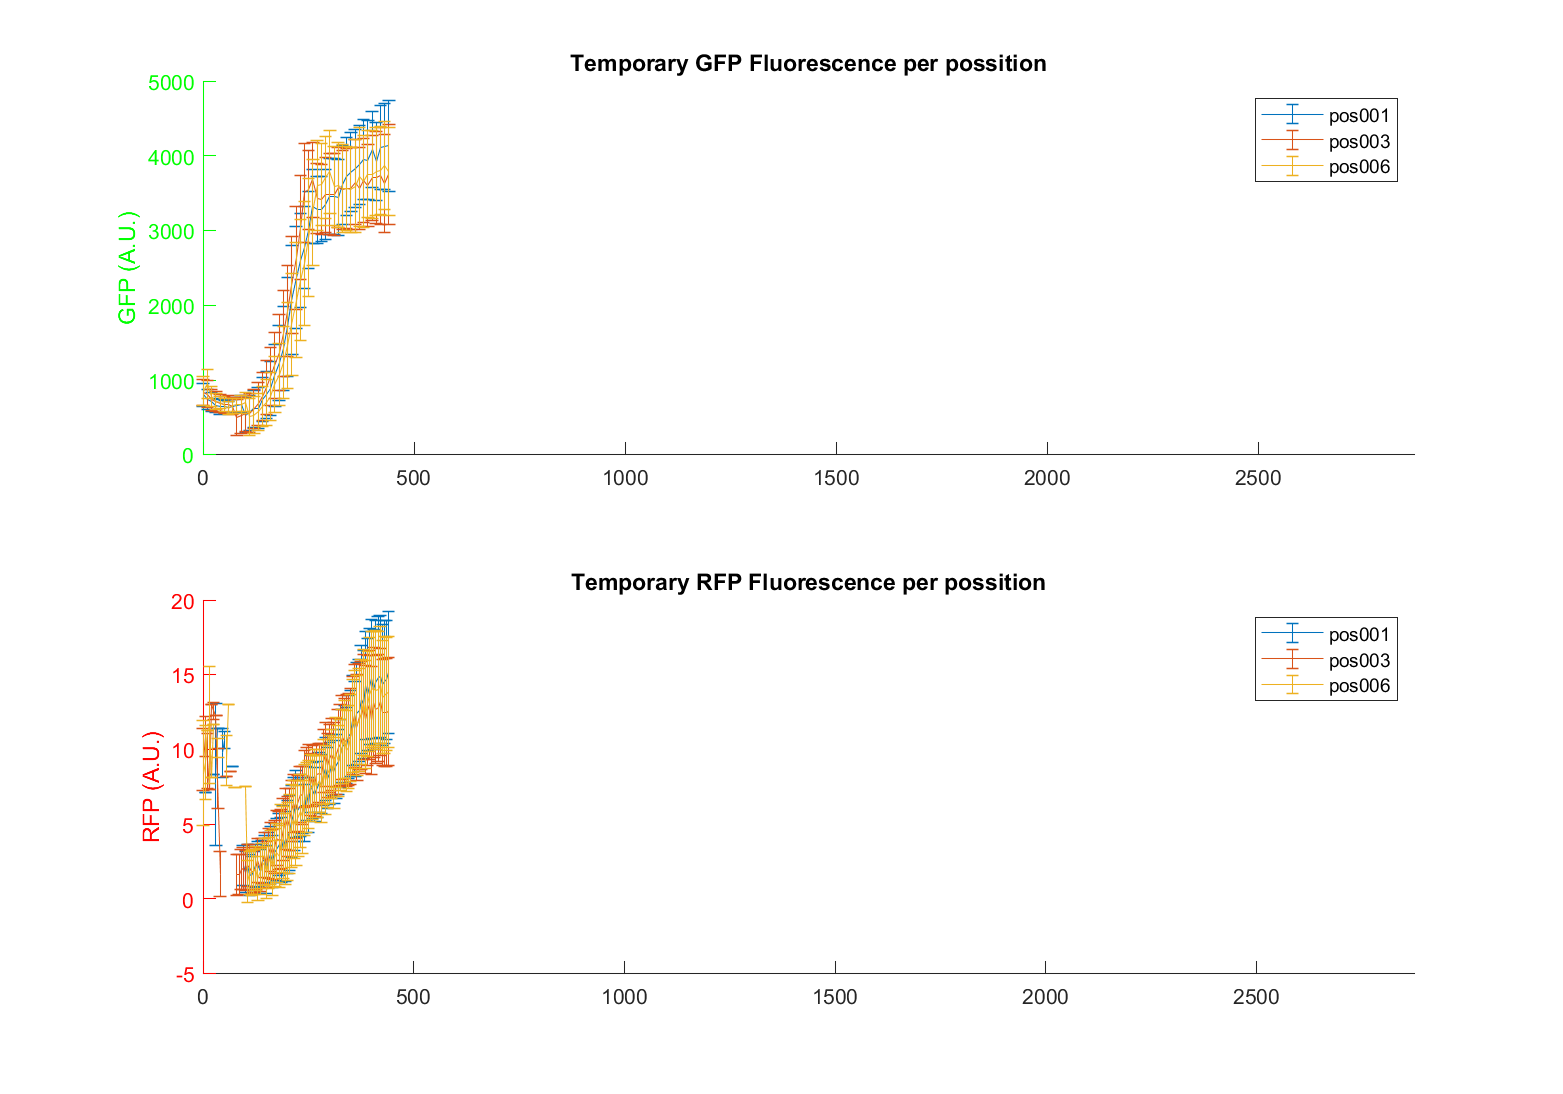 Temporary GFP Fluorescence per possition
5000
4000
3000
2000
1000
0
GFP (A.U.)
0 500 1000 1500 2000 2500
pos001
pos003
pos006
Temporary RFP Fluorescence per possition
20
15
10
5
0
-5
RFP (A.U.)
0 500 1000 1500 2000 2500
pos001
pos003
pos006